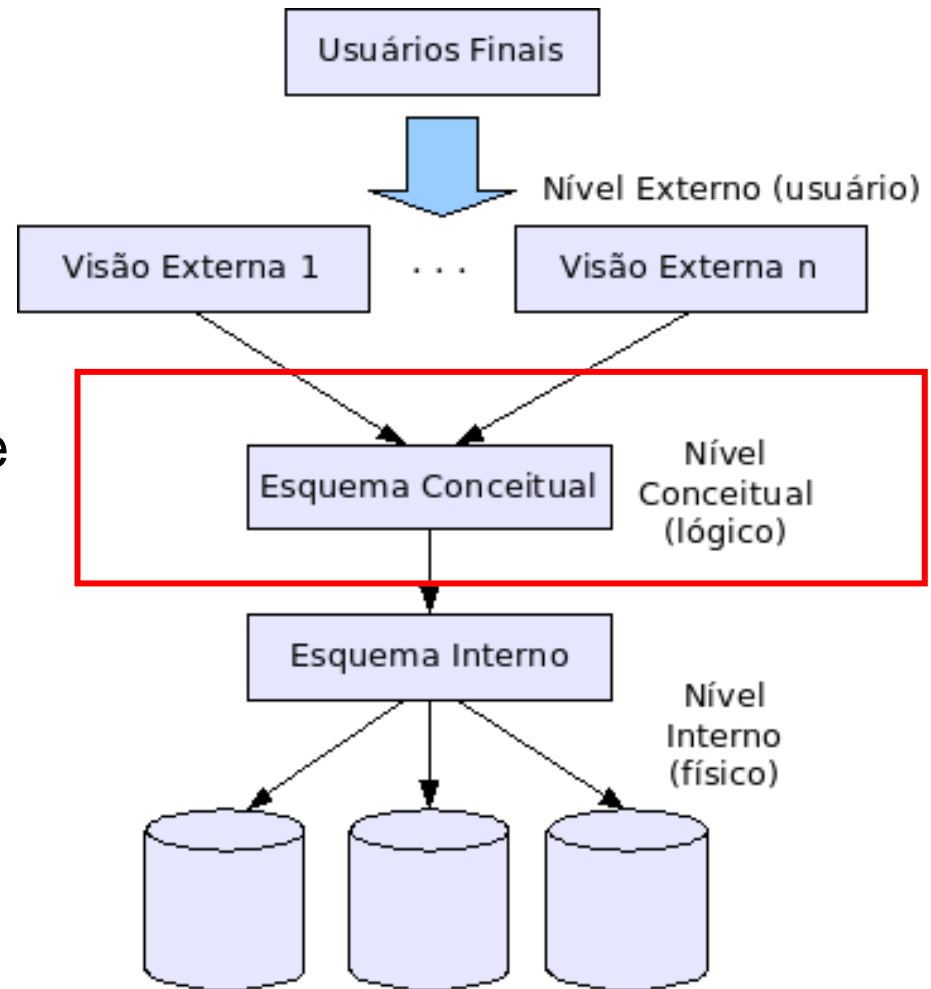 Usuários Finais
Nível Externo (usuário)
Visão Externa 1
. . .
Visão Externa n
e
Esquema Conceitual
Nível
Conceitual
(lógico)
Esquema Interno
Nível
Interno
(físico)